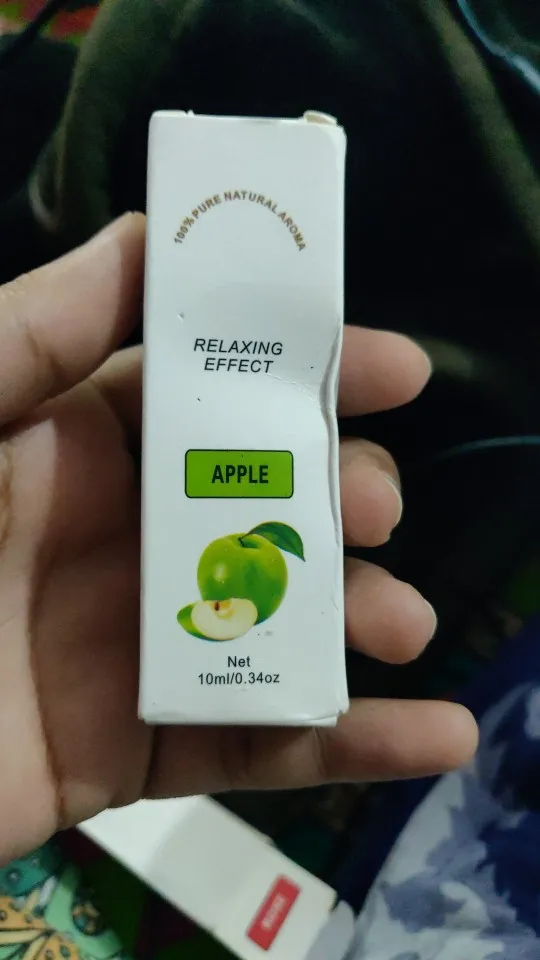 100% PURE NATURAL AROMA
RELAXING
EFFECT
APPLE
Net
10ml/0.34oz